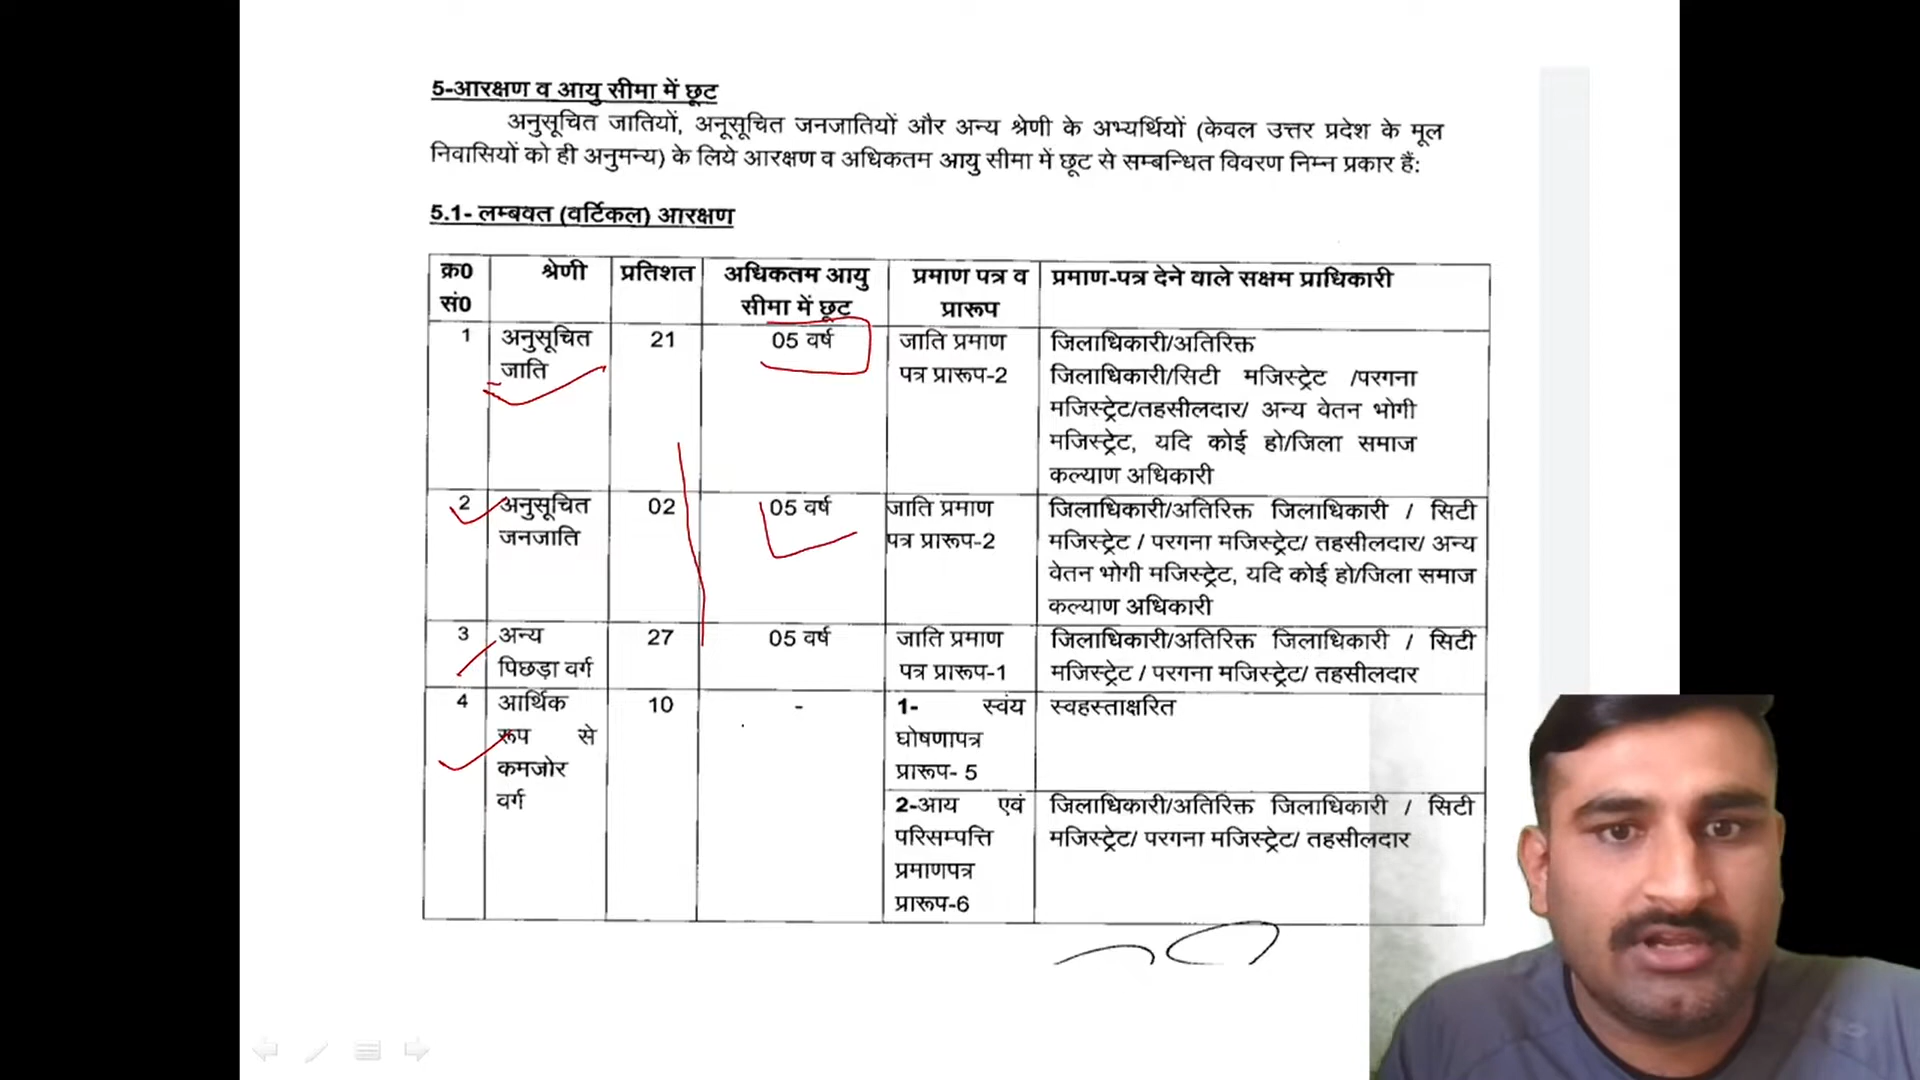 5-आरक्षण व आयु सीमा में छूट
अनुसूचित जातियों, अनूसूचित जनजातियों और अन्य श्रेणी के अभ्यर्थियों (केवल उत्तर प्रदेश के मूल
निवासियों को ही अनुमन्य) के लिये आरक्षण व अधिकतम आयु सीमा में छूट से सम्बन्धित विवरण निम्न प्रकार हैं:
5.1- लम्बवत (वर्टिकल) आरक्षण
क्र0 सं0
श्रेणी
प्रतिशत
अधिकतम आयु
सीमा में छूट
प्रमाण पत्र व
प्रारूप
प्रमाण-पत्र देने वाले सक्षम प्राधिकारी
1
अनुसूचित
जाति
21
05 वर्ष
जाति प्रमाण
पत्र प्रारूप-2
जिलाधिकारी/अतिरिक्त
जिलाधिकारी/सिटी मजिस्ट्रेट /परगना
मजिस्ट्रेट/तहसीलदार/ अन्य वेतन भोगी
मजिस्ट्रेट, यदि कोई हो/जिला समाज
कल्याण अधिकारी
2
अनुसूचित
जनजाति
02
05 वर्ष
जाति प्रमाण
पत्र प्रारूप-2
जिलाधिकारी/अतिरिक्त जिलाधिकारी / सिटी
मजिस्ट्रेट / परगना मजिस्ट्रेट/ तहसीलदार/ अन्य
वेतन भोगी मजिस्ट्रेट, यदि कोई हो/जिला समाज
कल्याण अधिकारी
3
अन्य
पिछड़ा वर्ग
27
05 वर्ष
जाति प्रमाण
पत्र प्रारूप-1
जिलाधिकारी/अतिरिक्त जिलाधिकारी / सिटी
मजिस्ट्रेट / परगना मजिस्ट्रेट/ तहसीलदार
4
आर्थिक
रूप से
कमजोर
वर्ग
10
-
1- स्वंय
घोषणापत्र
प्रारूप- 5
स्वहस्ताक्षरित
2-आय एवं
परिसम्पत्ति
प्रमाणपत्र
प्रारूप-6
जिलाधिकारी/अतिरिक्त जिलाधिकारी / सिटी
मजिस्ट्रेट/ परगना मजिस्ट्रेट/ तहसीलदार